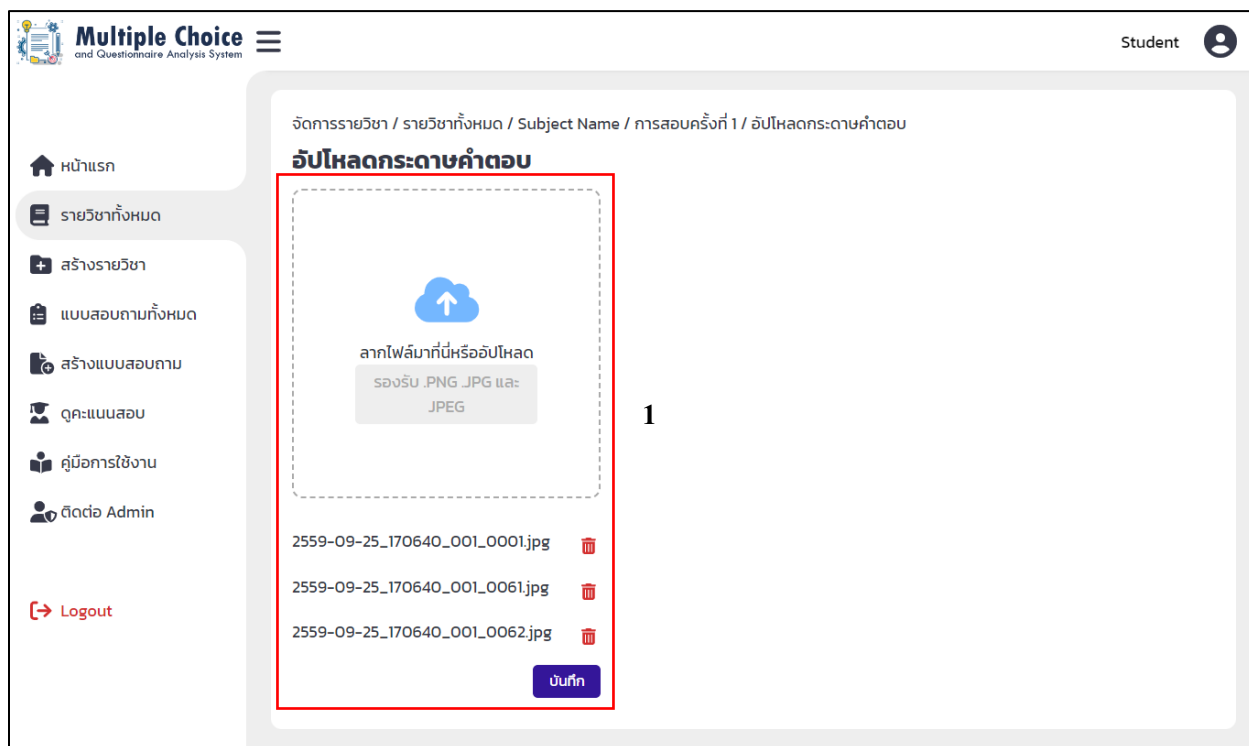 Multiple Choice
and Questionnaire Analysis System
Student
จัดการรายวิชา / รายวิชาทั้งหมด / Subject Name / การสอบครั้งที่ 1 / อัปโหลดกระดาษคำตอบ
อัปโหลดกระดาษคำตอบ
หน้าแรก
รายวิชาทั้งหมด
สร้างรายวิชา
แบบสอบถามทั้งหมด
สร้างแบบสอบถาม
ดูคะแนนสอบ
คู่มือการใช้งาน
ติดต่อ Admin
Logout
ลากไฟล์มาที่นี่หรืออัปโหลด
รองรับ .PNG .JPG และ
JPEG
1
2559-09-25_170640_001_0001.jpg
2559-09-25_170640_001_0061.jpg
2559-09-25_170640_001_0062.jpg
บันทึก